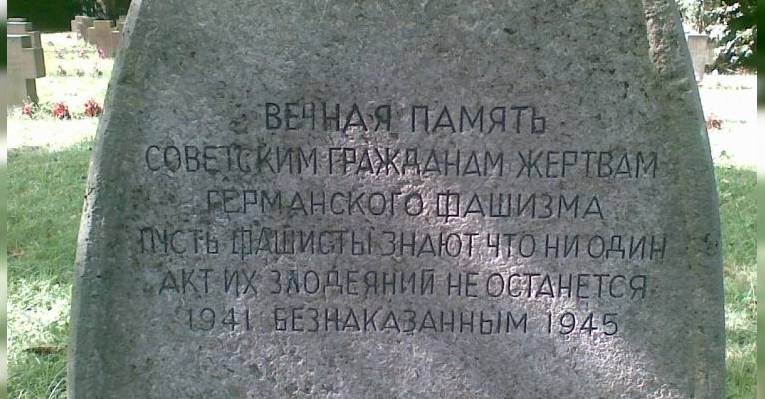 ВЕЧНАЯ ПАМЯТЬ
СОВЕТСКИМ ГРАЖДАНАМ ЖЕРТВАМ
ГЕРМАНСКОГО ФАШИЗМА
ПУСТЬ ФАШИСТЫ ЗНАЮТ ЧТО НИ ОДИН
АКТ ИХ ЗЛОДЕЯНИЙ НЕ ОСТАНЕТСЯ
1941 БЕЗНАКАЗАННЫМ 1945